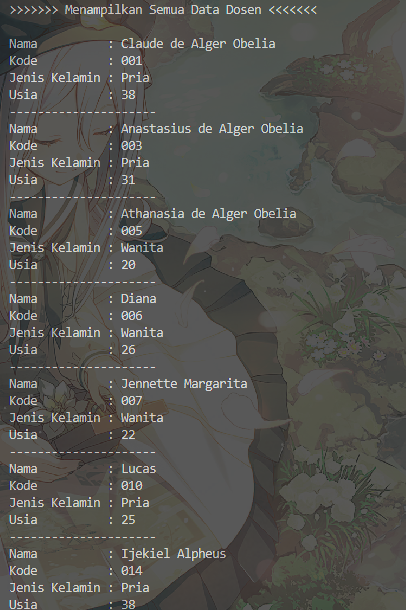 >>>>>>> Menampilkan Semua Data Dosen <<<<<<<
Nama          : Claude de Alger Obelia
Kode          : 001
Jenis Kelamin : Pria
Usia          : 38
---------------------
Nama          : Anastasius de Alger Obelia
Kode          : 003
Jenis Kelamin : Pria
Usia          : 31
---------------------
Nama          : Athanasia de Alger Obelia
Kode          : 005
Jenis Kelamin : Wanita
Usia          : 20
---------------------
Nama          : Diana
Kode          : 006
Jenis Kelamin : Wanita
Usia          : 26
---------------------
Nama          : Jennette Margarita
Kode          : 007
Jenis Kelamin : Wanita
Usia          : 22
---------------------
Nama          : Lucas
Kode          : 010
Jenis Kelamin : Pria
Usia          : 25
---------------------
Nama          : Ijekiel Alpheus
Kode          : 014
Jenis Kelamin : Pria
Usia          : 38